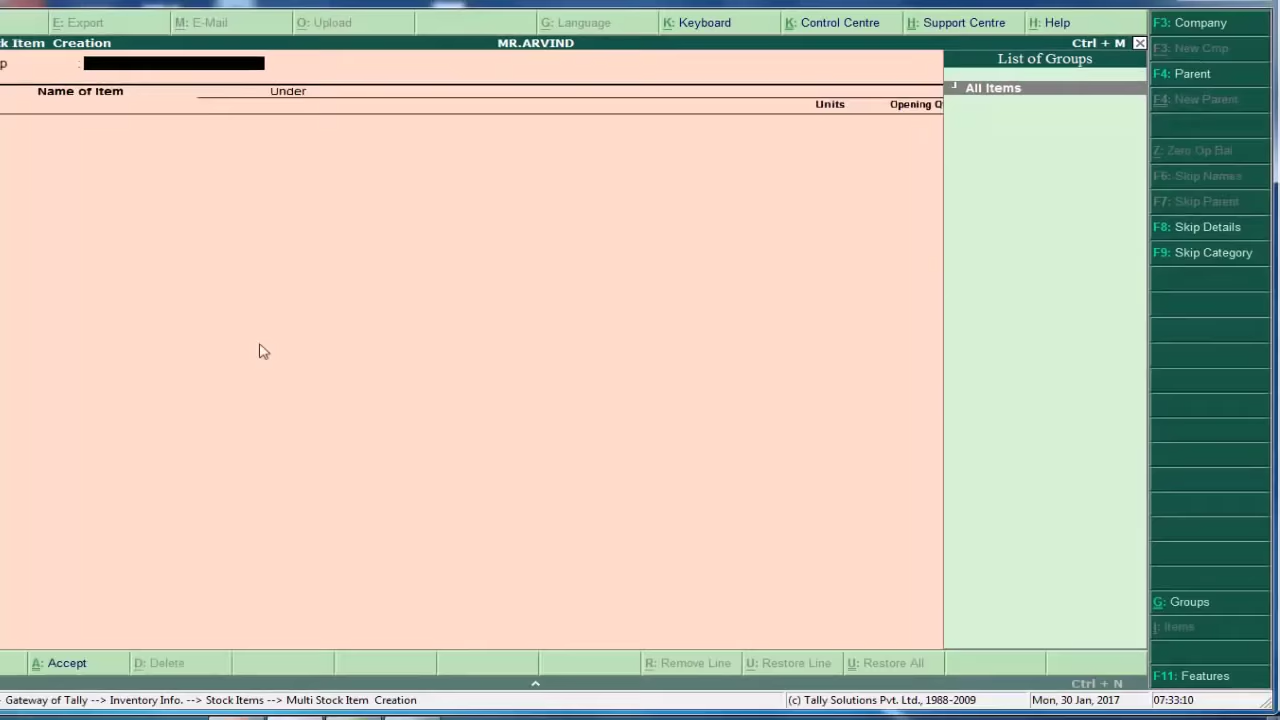 E: Export M: E-Mail O: Upload G: Language K: Keyboard K: Control Centre H: Support Centre H: Help F3: Company
ck Item Creation MR.ARVIND Ctrl + M
F3: New Cmp
List of Groups
p :
F4: Parent
All Items
Name of Item Under
F4: New Parent
Units Opening Q
Z: Zero Op Bal
F6: Skip Names
F7: Skip Parent
F8: Skip Details
F9: Skip Category
G: Groups
I: Items
A: Accept D: Delete R: Remove Line U: Restore Line U: Restore All
F11: Features
Ctrl + N
Gateway of Tally --> Inventory Info. --> Stock Items --> Multi Stock Item Creation (c) Tally Solutions Pvt. Ltd., 1988-2009 Mon, 30 Jan, 2017 07:33:10